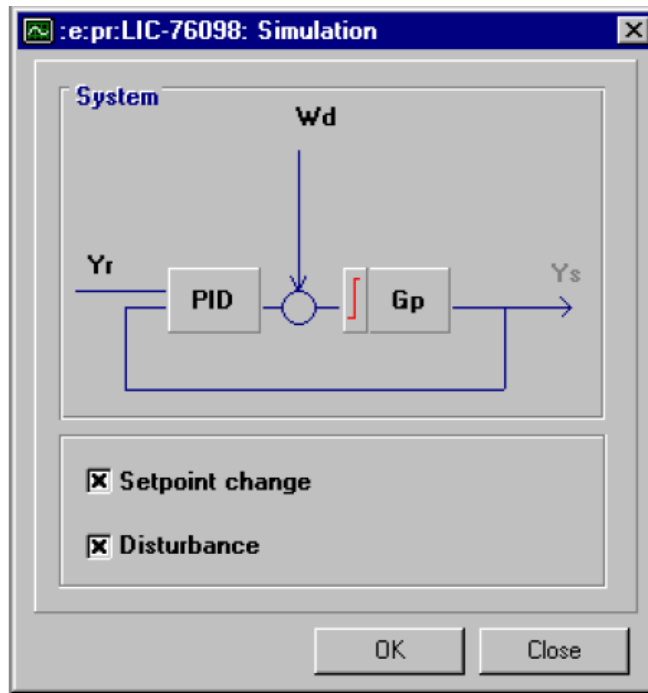 :e:pr:LIC-76098: Simulation
System
Wd
Yr
PID
Gp
Ys
Setpoint change
Disturbance
OK Close